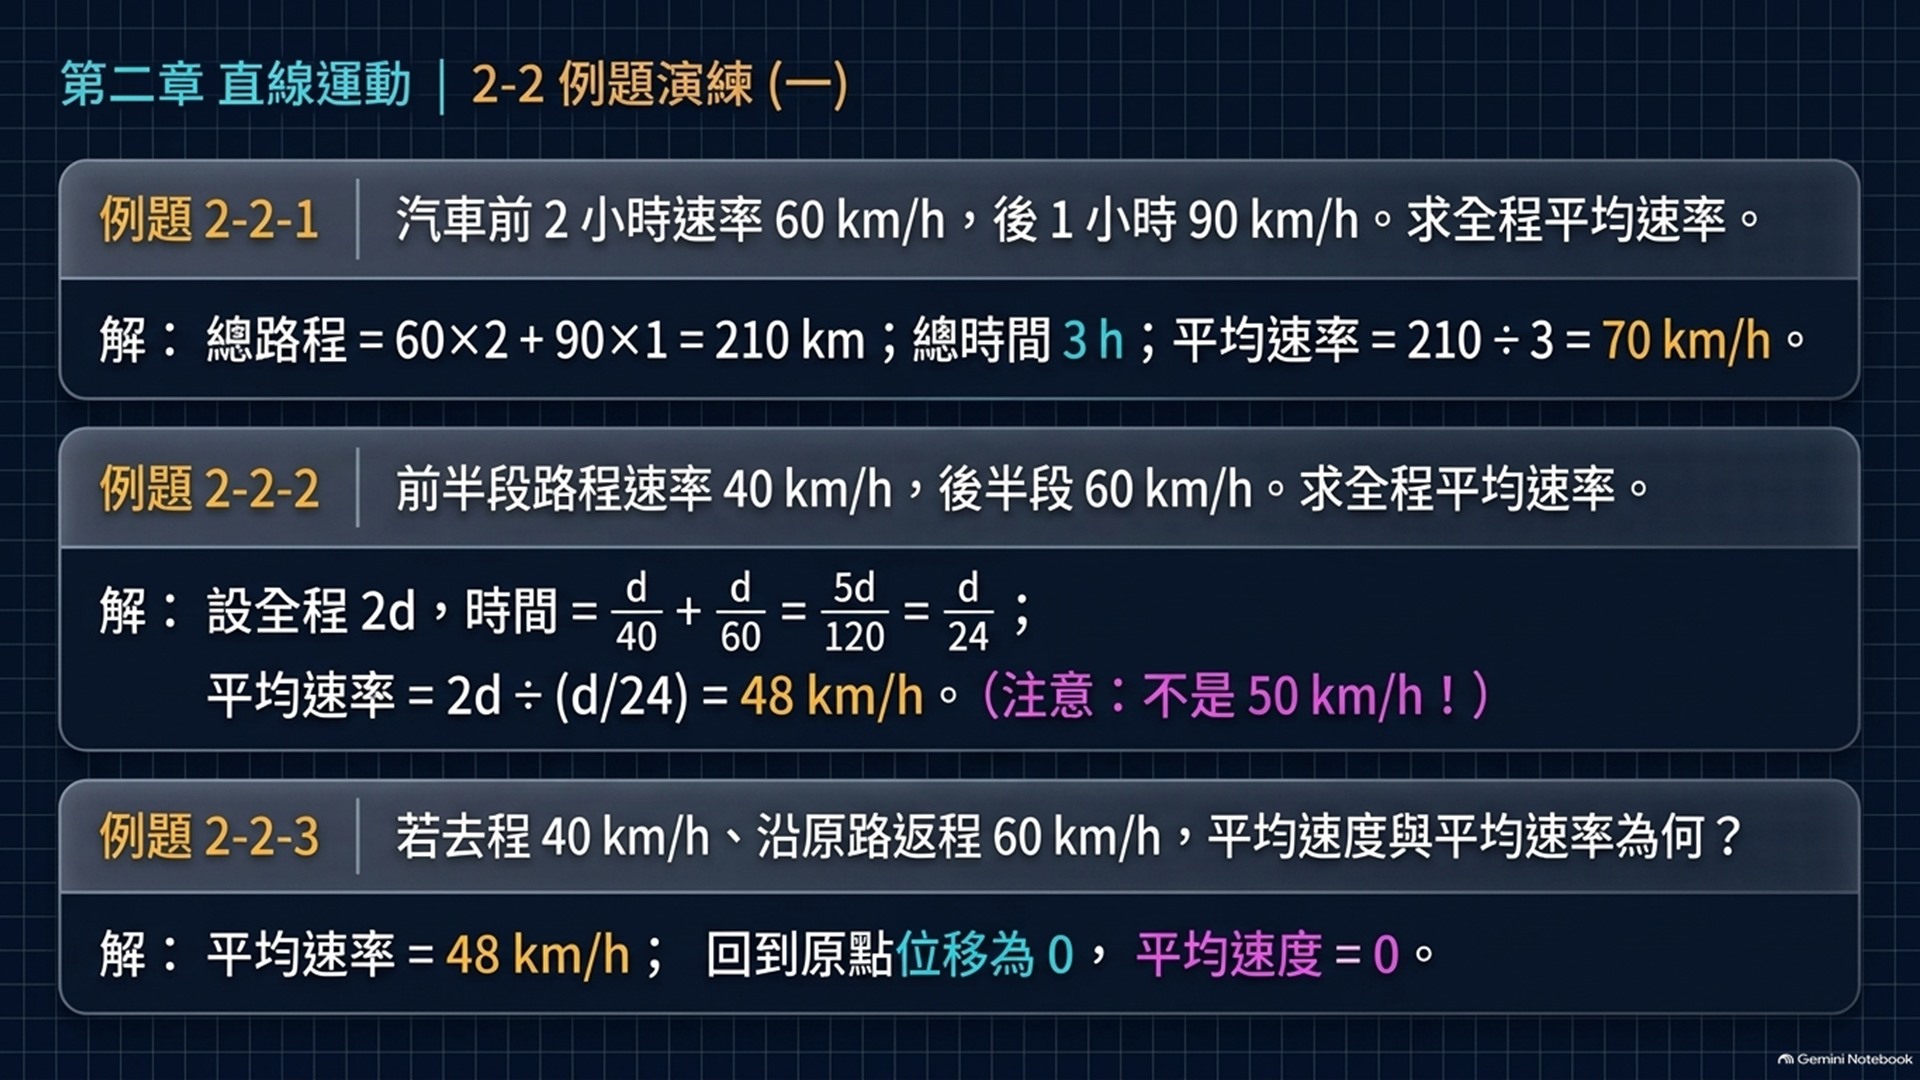 第二章 直線運動 | 2-2 例題演練 (一)
例題 2-2-1 | 汽車前 2 小時速率 60 km/h，後 1 小時 90 km/h。求全程平均速率。
解： 總路程 = 60×2 + 90×1 = 210 km；總時間 3 h；平均速率 = 210 ÷ 3 = 70 km/h。
例題 2-2-2 | 前半段路程速率 40 km/h，後半段 60 km/h。求全程平均速率。
解： 設全程 2d，時間 = d/40 + d/60 = 5d/120 = d/24；
平均速率 = 2d ÷ (d/24) = 48 km/h。（注意：不是 50 km/h！）
例題 2-2-3 | 若去程 40 km/h、沿原路返程 60 km/h，平均速度與平均速率為何？
解： 平均速率 = 48 km/h； 回到原點位移為 0， 平均速度 = 0。
Gemini Notebook